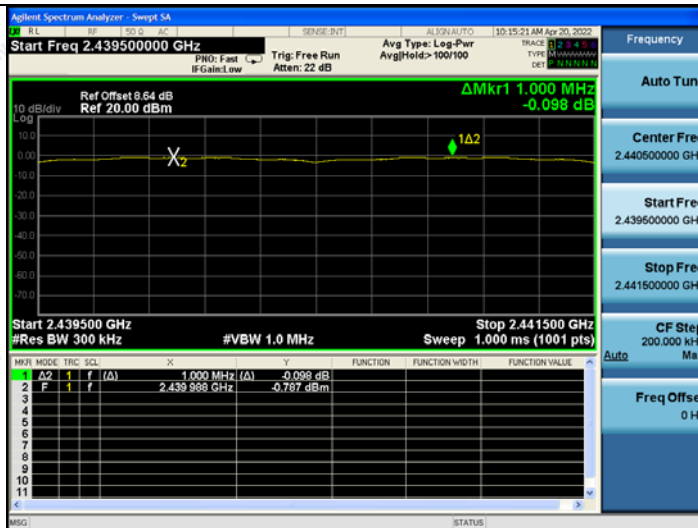 Agilent Spectrum Analyzer - Swept SA
RL RF 50 Ω AC SENSE:INT ALIGN AUTO 10:15:21 AM Apr 20, 2022
Start Freq 2.439500000 GHz
PNO: Fast
IFGain:Low
Trig: Free Run
Atten: 22 dB
Avg Type: Log-Pwr
Avg|Hold:> 100/100
TRACE 1 2 3 4 5 6
TYPE
DET P N N N N N
Ref Offset 8.64 dB
Ref 20.00 dBm
ΔMkr1 1.000 MHz
-0.098 dB
10 dB/div
Log
10.0
0.00
-10.0
-20.0
-30.0
-40.0
-50.0
-60.0
-70.0
X2
1Δ2
Start 2.439500 GHz
Stop 2.441500 GHz
#Res BW 300 kHz
#VBW 1.0 MHz
Sweep 1.000 ms (1001 pts)
MKR MODE TRC SCL X Y FUNCTION FUNCTION WIDTH FUNCTION VALUE
1 Δ2 1 f (Δ) 1.000 MHz (Δ) -0.098 dB
2 F 1 f 2.439 988 GHz -0.787 dBm
3
4
5
6
7
8
9
10
11
MSG
STATUS
Frequency
Auto Tun
Center Fre
2.440500000 GH
Start Fre
2.439500000 GH
Stop Fre
2.441500000 GH
CF Ste
200.000 kH
Auto Ma
Freq Offse
0 H